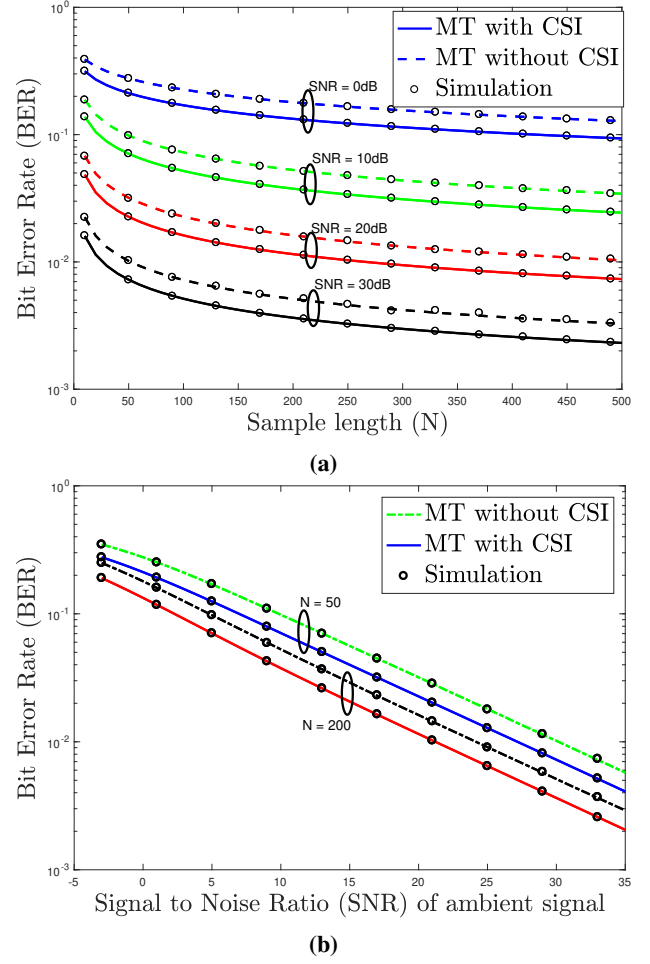 MT with CSI
MT without CSI
Simulation
SNR = 0dB
SNR = 10dB
SNR = 20dB
SNR = 30dB
10^0
10^-1
10^-2
10^-3
Bit Error Rate (BER)
0 50 100 150 200 250 300 350 400 450 500
Sample length (N)
(a)
MT without CSI
MT with CSI
Simulation
N = 50
N = 200
10^0
10^-1
10^-2
10^-3
Bit Error Rate (BER)
-5 0 5 10 15 20 25 30 35
Signal to Noise Ratio (SNR) of ambient signal
(b)